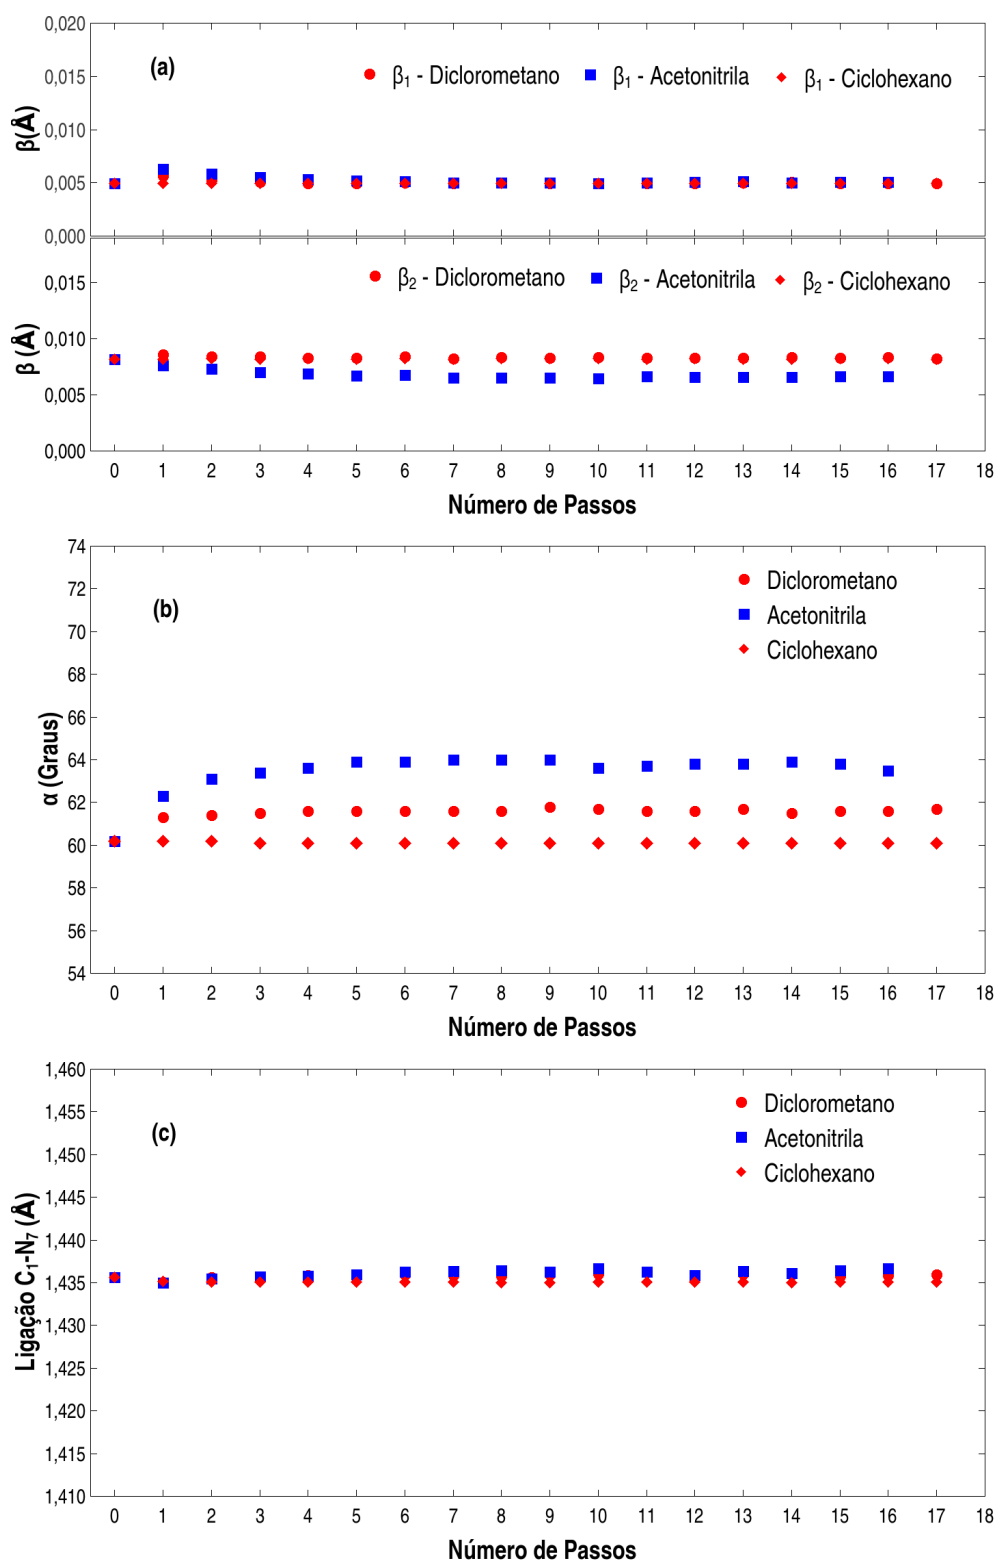 0,020
(a)
β1 - Diclorometano β1 - Acetonitrila β1 - Ciclohexano
0,015
0,010
0,005
0,000
β(Å)
β2 - Diclorometano β2 - Acetonitrila β2 - Ciclohexano
0,015
0,010
0,005
0,000
β (Å)
0 1 2 3 4 5 6 7 8 9 10 11 12 13 14 15 16 17 18
Número de Passos
74
72
70
68
66
64
62
60
58
56
54
α (Graus)
(b)
Diclorometano
Acetonitrila
Ciclohexano
0 1 2 3 4 5 6 7 8 9 10 11 12 13 14 15 16 17 18
Número de Passos
1,460
1,455
1,450
1,445
1,440
1,435
1,430
1,425
1,420
1,415
1,410
Ligação C1-N7 (Å)
(c)
Diclorometano
Acetonitrila
Ciclohexano
0 1 2 3 4 5 6 7 8 9 10 11 12 13 14 15 16 17 18
Número de Passos